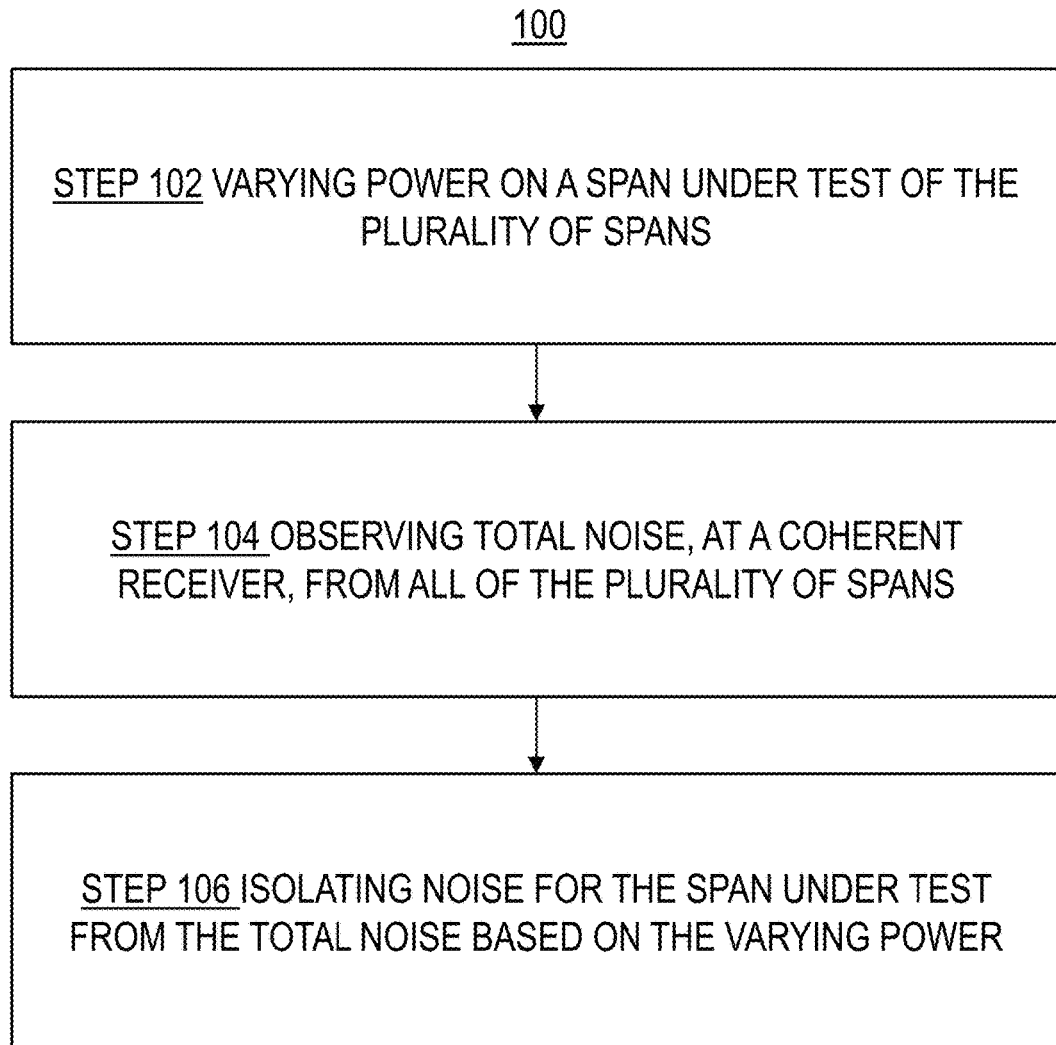 100
STEP 102 VARYING POWER ON A SPAN UNDER TEST OF THE
PLURALITY OF SPANS
STEP 104 OBSERVING TOTAL NOISE, AT A COHERENT
RECEIVER, FROM ALL OF THE PLURALITY OF SPANS
STEP 106 ISOLATING NOISE FOR THE SPAN UNDER TEST
FROM THE TOTAL NOISE BASED ON THE VARYING POWER